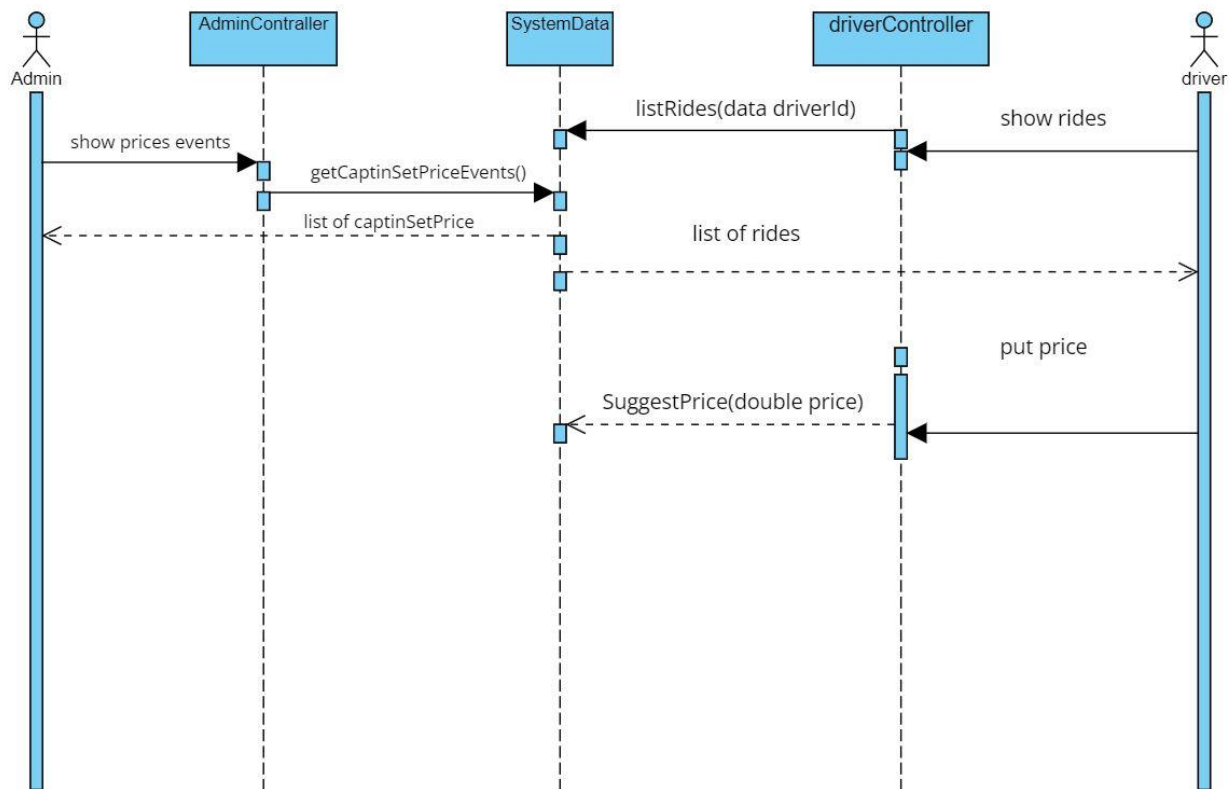 AdminContraller
SystemData
driverController
Admin
driver
listRides(data driverId)
show rides
show prices events
getCaptinSetPriceEvents()
list of captinSetPrice
list of rides
put price
SuggestPrice(double price)